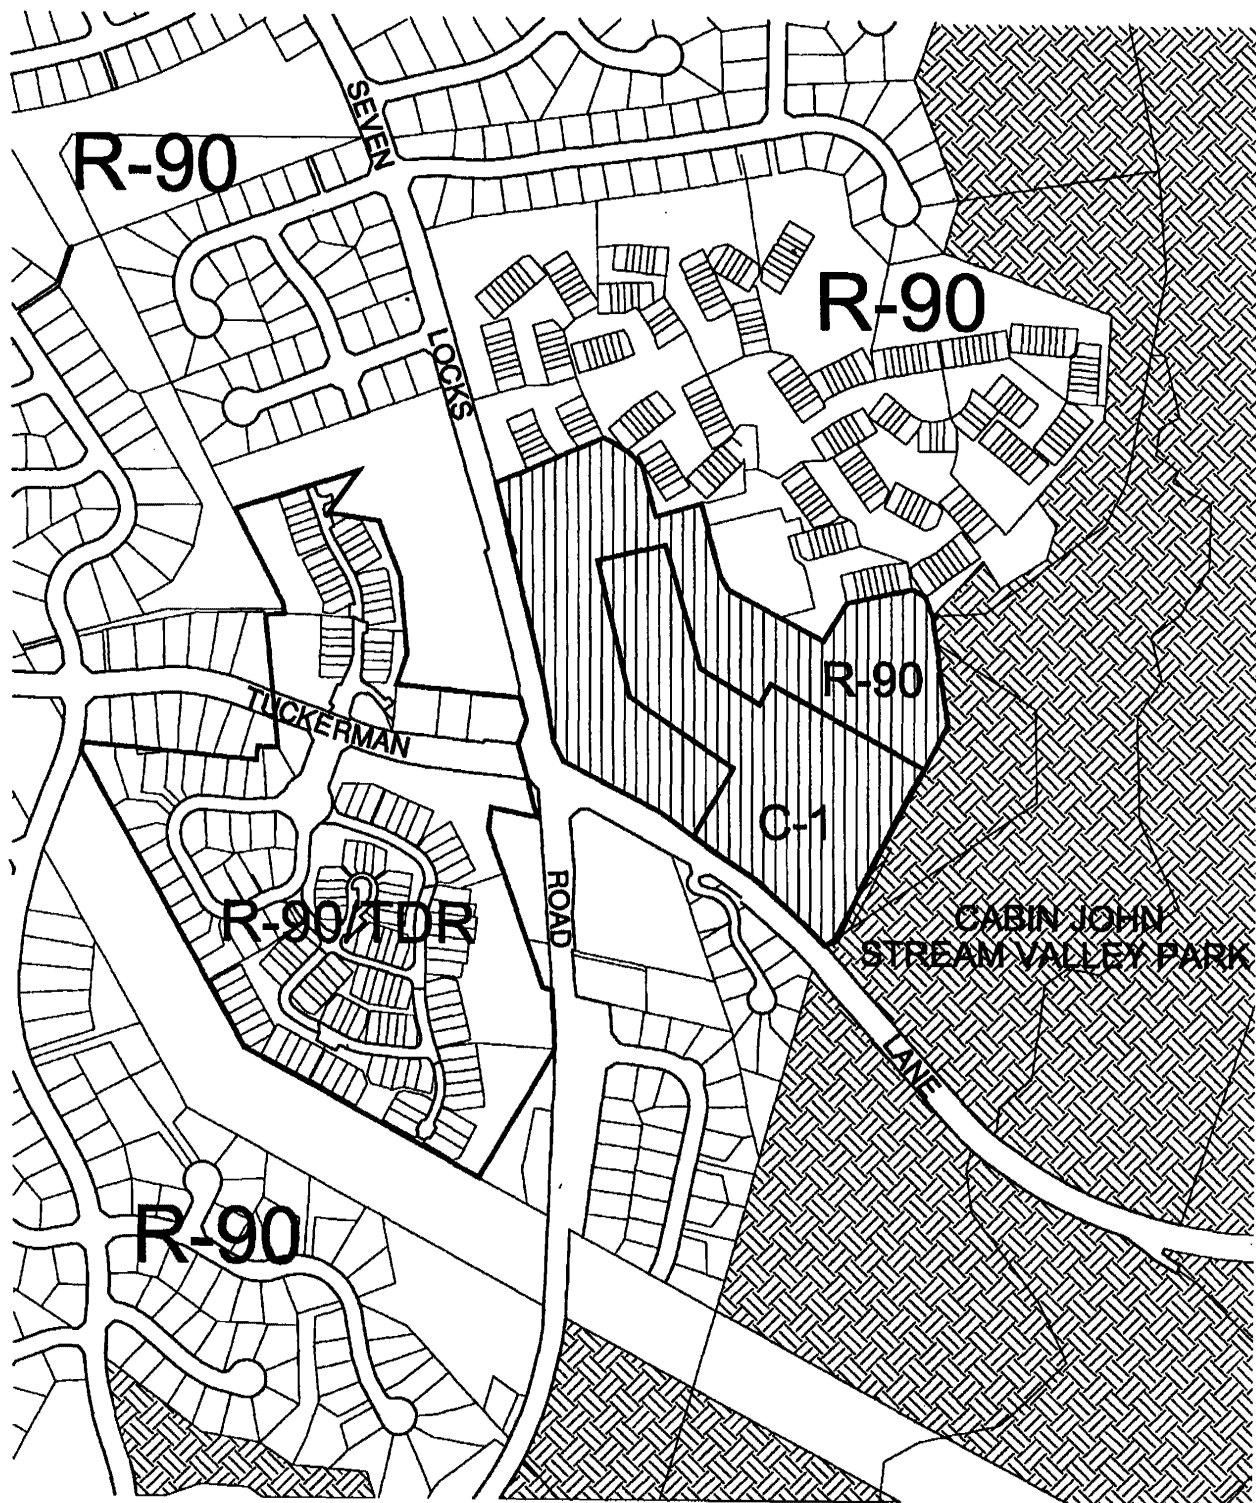 SEVEN
R-90
R-90
LOCKS
R-90
TUCKERMAN
C-1
ROAD
R-90/TDR
CABIN JOHN
STREAM VALLEY PARK
LANE
R-90